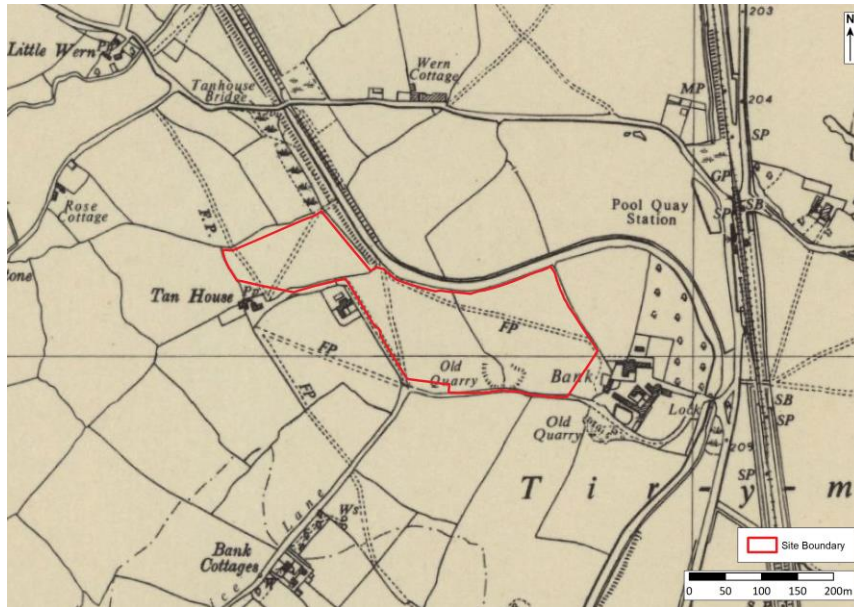 203
N
Little Wern
Pp
Wern
Cottage
Tanhouse
Bridge
MP
204
SP
GP
Rose
Cottage
F.P.
Pool Quay
Station
SP
SB
Tan House
Pp
FP
FP
Old
Quarry
Bank
FP
Lock
SB
SP
Old
Quarry
209
SP
T i r - y - m
Ws
Lane
Bank
Cottages
Site Boundary
0 50 100 150 200m